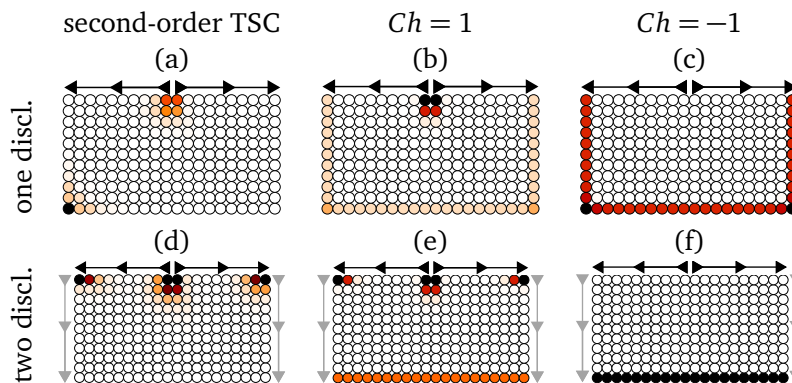 second-order TSC
Ch = 1
Ch = −1
(a)
(b)
(c)
one discl.
(d)
(e)
(f)
two discl.